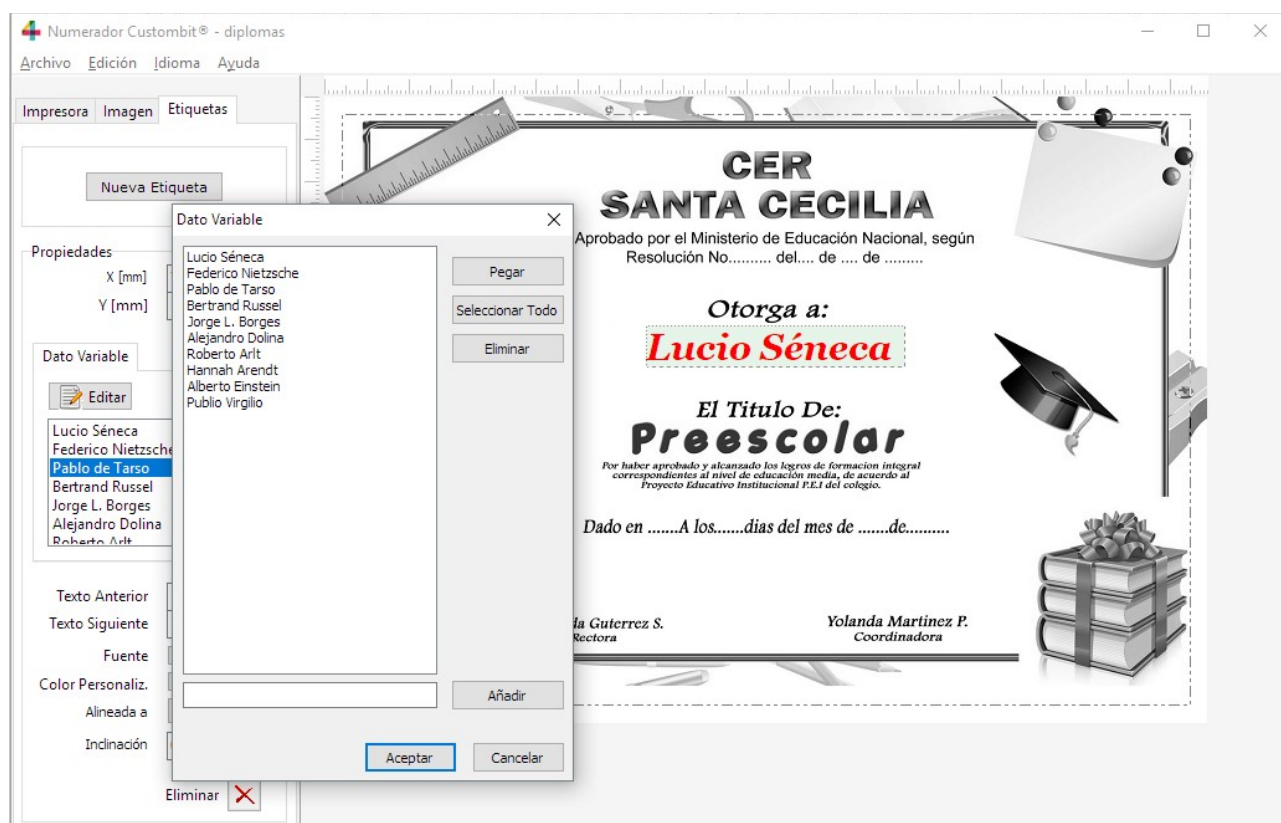 Numerador Custombit® - diplomas
Archivo Edición Idioma Ayuda
Impresora Imagen Etiquetas
Nueva Etiqueta
Propiedades
X [mm]
Y [mm]
Dato Variable
Editar
Lucio Séneca
Federico Nietzsche
Pablo de Tarso
Bertrand Russel
Jorge L. Borges
Alejandro Dolina
Roberto Arlt
Texto Anterior
Texto Siguiente
Fuente
Color Personaliz.
Alineada a
Inclinación
Eliminar
Dato Variable
Lucio Séneca
Federico Nietzsche
Pablo de Tarso
Bertrand Russel
Jorge L. Borges
Alejandro Dolina
Roberto Arlt
Hannah Arendt
Alberto Einstein
Publio Virgilio
Pegar
Seleccionar Todo
Eliminar
Añadir
Aceptar Cancelar
CER
SANTA CECILIA
Aprobado por el Ministerio de Educación Nacional, según
Resolución No.......... del.... de .... de .........
Otorga a:
Lucio Séneca
El Titulo De:
Preescolar
Por haber aprobado y alcanzado los legros de formacion integral
correspondientes al nivel de educación media, de acuerdo al
Proyecto Educativo Institucional P.E.I del colegio.
Dado en .......A los.......dias del mes de .......de..........
Guterrez S.
Rectora
Yolanda Martinez P.
Coordinadora